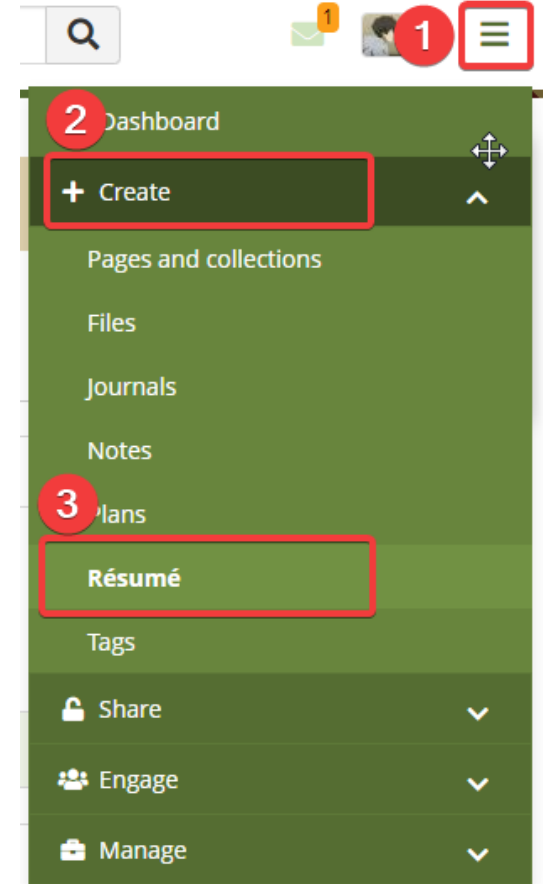 1
1
2
Dashboard
Create
Pages and collections
Files
Journals
Notes
3
Plans
Résumé
Tags
Share
Engage
Manage